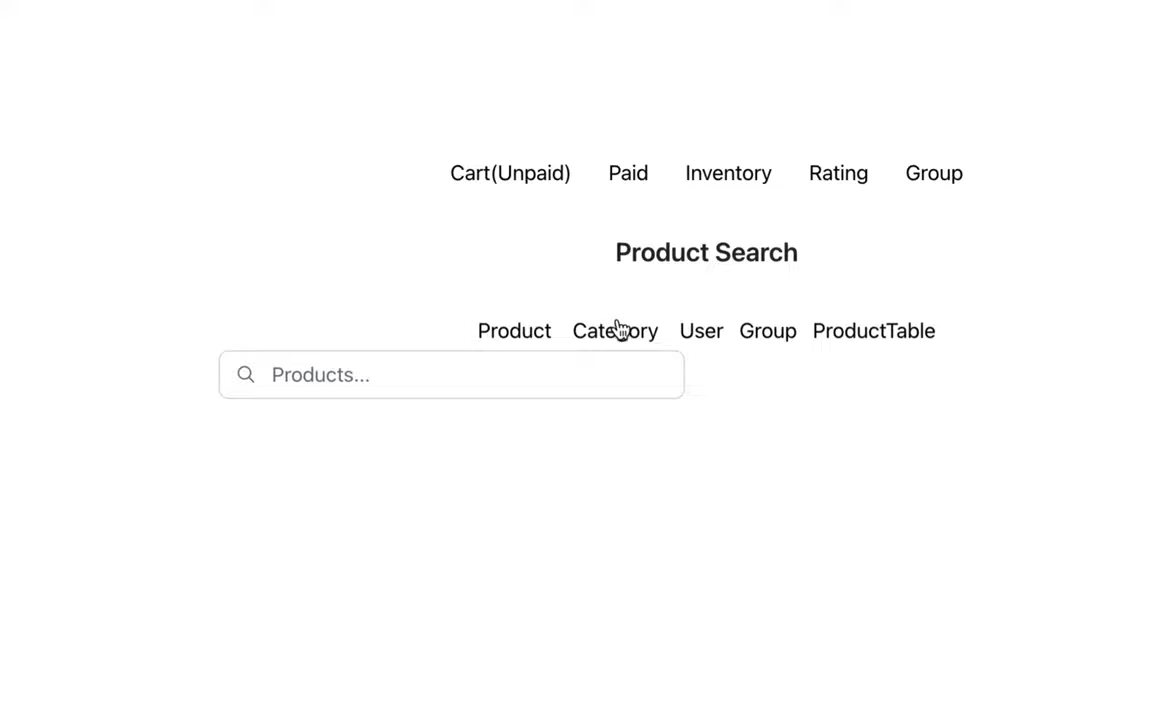 Cart(Unpaid) Paid Inventory Rating Group
Product Search
Product Category User Group ProductTable
Products...